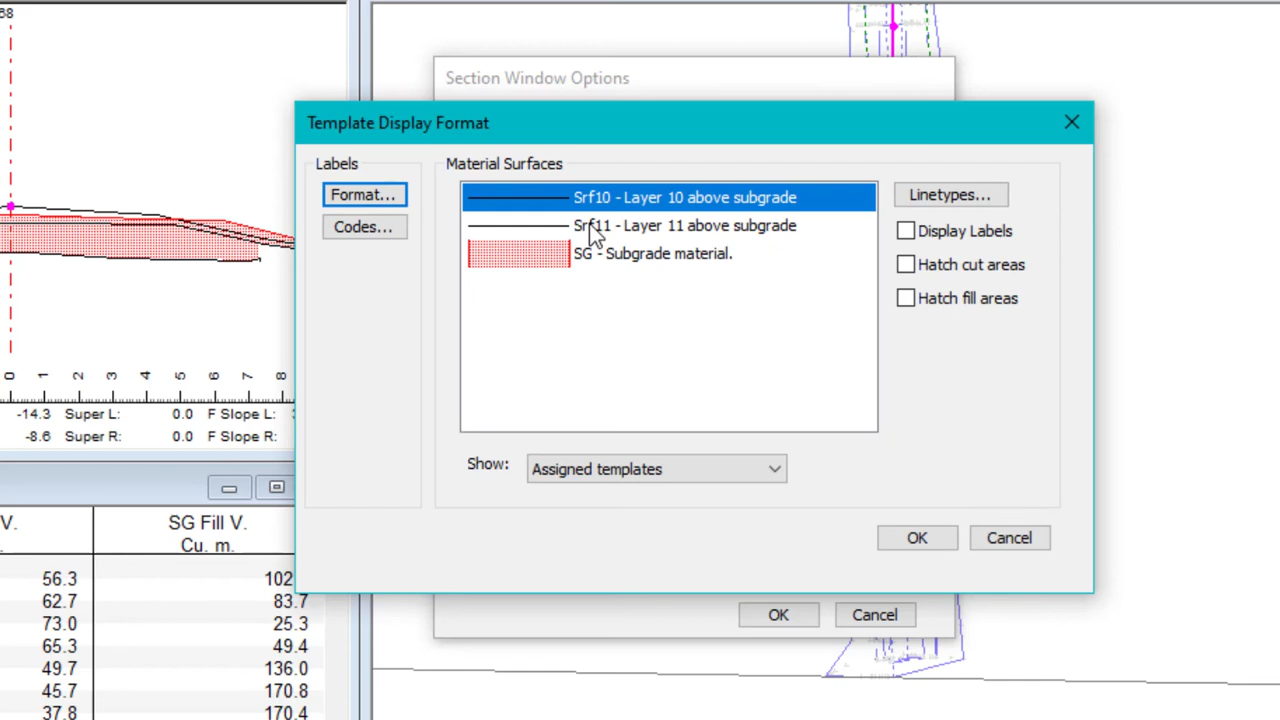 68
Section Window Options
Template Display Format
Labels
Format...
Codes...
Material Surfaces
Srf10 - Layer 10 above subgrade
Srf11 - Layer 11 above subgrade
SG - Subgrade material.
Linetypes...
Display Labels
Hatch cut areas
Hatch fill areas
Show: Assigned templates
OK Cancel
OK Cancel
0 1 2 3 4 5 6 7 8
-14.3 Super L: 0.0 F Slope L:
-8.6 Super R: 0.0 F Slope R:
V. SG Fill V.
Cu. m.
56.3 102
62.7 83.7
73.0 25.3
65.3 49.4
49.7 136.0
45.7 170.8
37.8 170.4